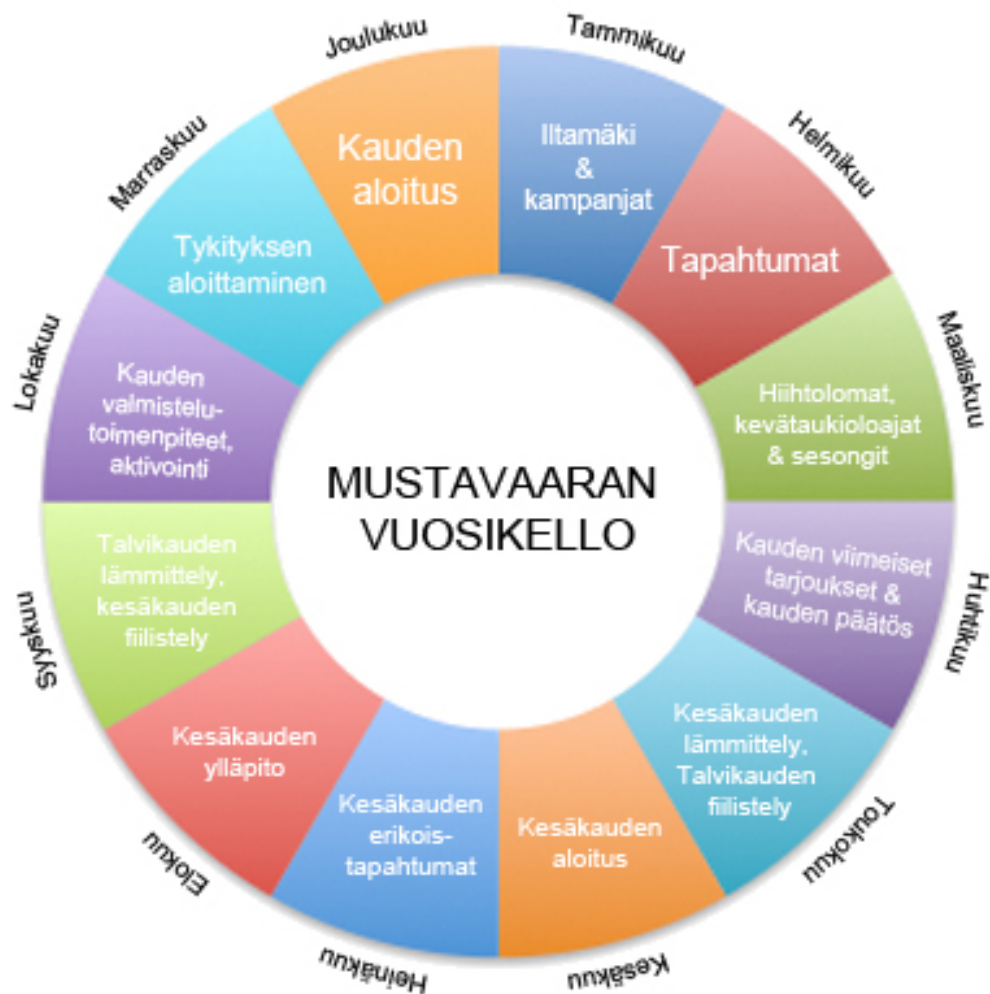 MUSTAVAARAN
VUOSIKELLO
Tammikuu
Iltamäki
&
kampanjat
Helmikuu
Tapahtumat
Maaliskuu
Hiihtolomat,
kevätaukioloajat
& sesongit
Huhtikuu
Kauden viimeiset
tarjoukset &
kauden päätös
Toukokuu
Kesäkauden
lämmittely,
Talvikauden
fiilistely
Kesäkuu
Kesäkauden
aloitus
Heinäkuu
Kesäkauden
erikois-
tapahtumat
Elokuu
Kesäkauden
ylläpito
Syyskuu
Talvikauden
lämmittely,
kesäkauden
fiilistely
Lokakuu
Kauden
valmistelu-
toimenpiteet,
aktivointi
Marraskuu
Tykityksen
aloittaminen
Joulukuu
Kauden
aloitus